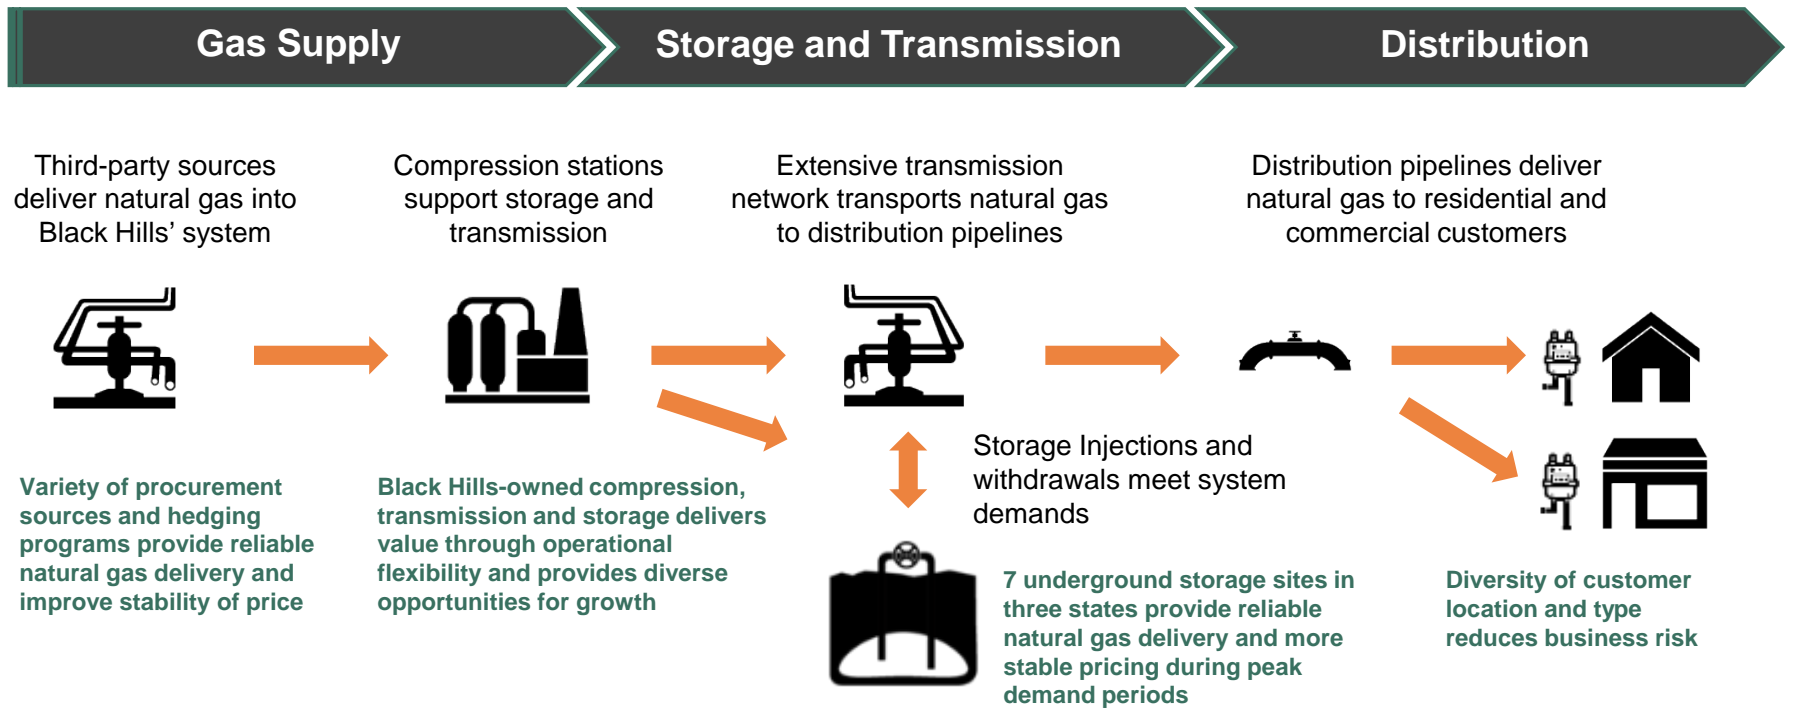 Gas Supply
Storage and Transmission
Distribution
Third-party sources
deliver natural gas into
Black Hills’ system
Compression stations
support storage and
transmission
Extensive transmission
network transports natural gas
to distribution pipelines
Distribution pipelines deliver
natural gas to residential and
commercial customers
Storage Injections and
withdrawals meet system
demands
Variety of procurement
sources and hedging
programs provide reliable
natural gas delivery and
improve stability of price
Black Hills-owned compression,
transmission and storage delivers
value through operational
flexibility and provides diverse
opportunities for growth
7 underground storage sites in
three states provide reliable
natural gas delivery and more
stable pricing during peak
demand periods
Diversity of customer
location and type
reduces business risk